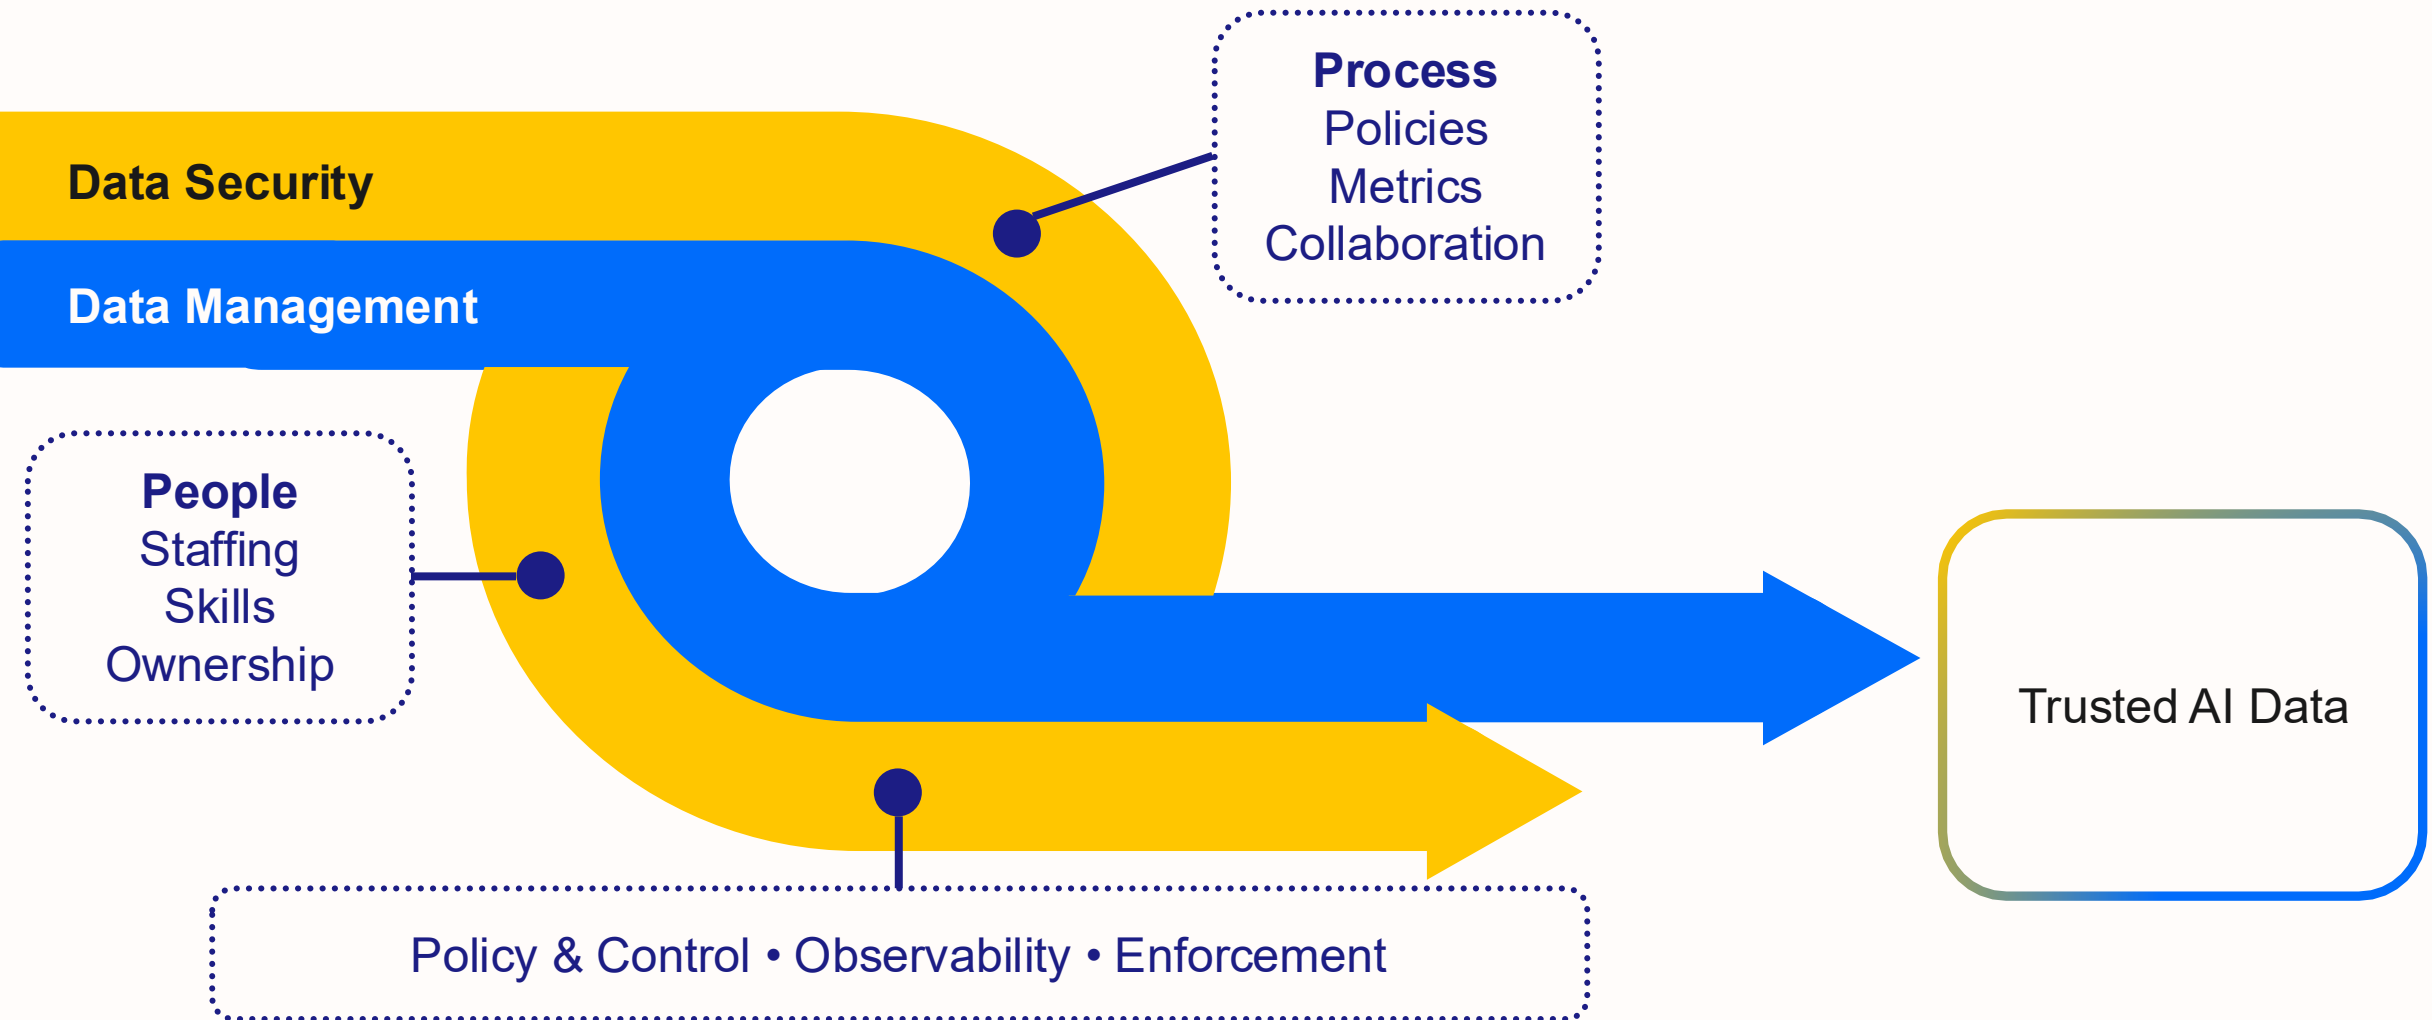 Process
Policies
Metrics
Collaboration
Data Security
Data Management
People
Staffing
Skills
Ownership
Trusted AI Data
Policy & Control • Observability • Enforcement